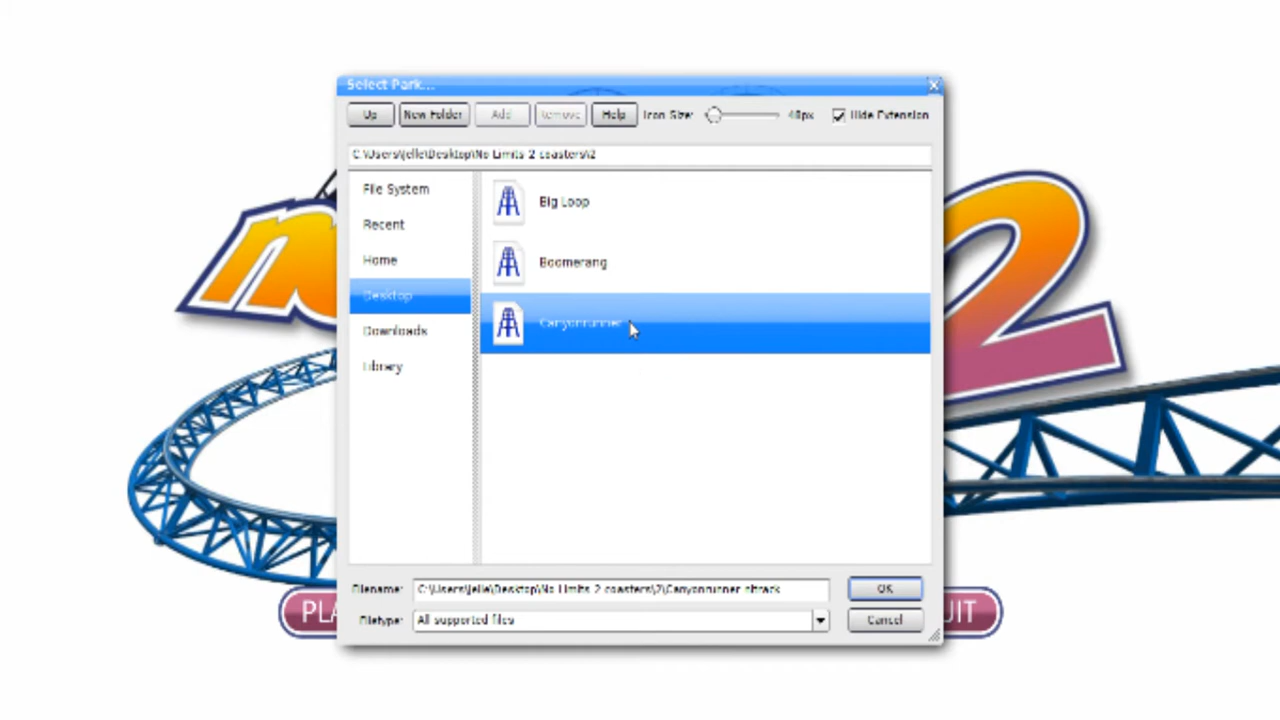 Select Park...
Up New Folder Add Remove Help Icon Size: 48px Hide Extension
C:\Users\jelle\Desktop\No Limits 2 coasters\2
File System
Recent
Home
Desktop
Downloads
Library
Big Loop
Boomerang
Canyonrunner
2
Filename: C:\Users\jelle\Desktop\No Limits 2 coasters\2\Canyonrunner.nltrack OK
Filetype: All supported files Cancel